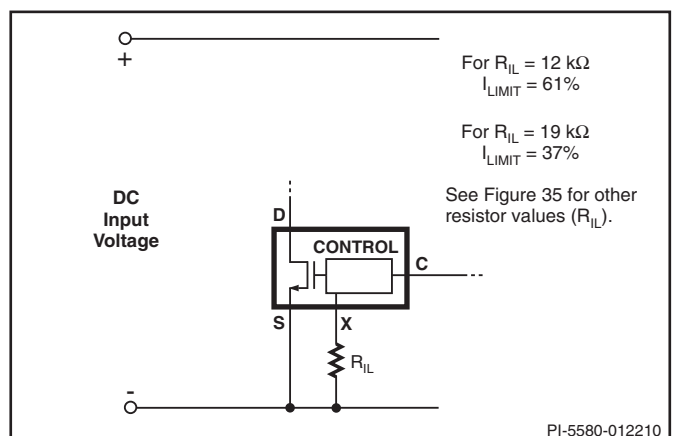 +
For R_IL = 12 kΩ
I_LIMIT = 61%
For R_IL = 19 kΩ
I_LIMIT = 37%
See Figure 35 for other
resistor values (R_IL).
DC
Input
Voltage
D
CONTROL
C
S
X
R_IL
-
PI-5580-012210